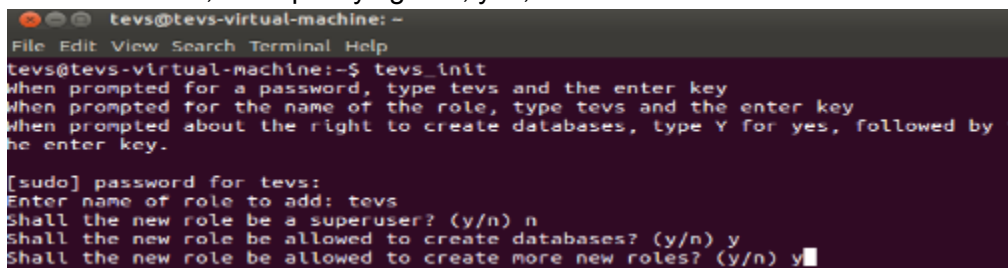 tevs@tevs-virtual-machine: ~
File Edit View Search Terminal Help
tevs@tevs-virtual-machine:~$ tevs_init
When prompted for a password, type tevs and the enter key
When prompted for the name of the role, type tevs and the enter key
When prompted about the right to create databases, type Y for yes, followed by
he enter key.
[sudo] password for tevs:
Enter name of role to add: tevs
Shall the new role be a superuser? (y/n) n
Shall the new role be allowed to create databases? (y/n) y
Shall the new role be allowed to create more new roles? (y/n) y